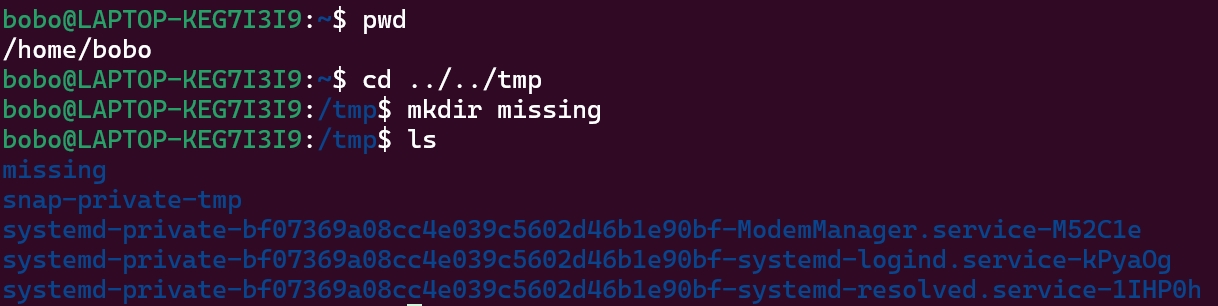 bobo@LAPTOP-KEG7I3I9:~$ pwd
/home/bobo
bobo@LAPTOP-KEG7I3I9:~$ cd ../../tmp
bobo@LAPTOP-KEG7I3I9:/tmp$ mkdir missing
bobo@LAPTOP-KEG7I3I9:/tmp$ ls
missing
snap-private-tmp
systemd-private-bf07369a08cc4e039c5602d46b1e90bf-ModemManager.service-M52C1e
systemd-private-bf07369a08cc4e039c5602d46b1e90bf-systemd-logind.service-kPyaOg
systemd-private-bf07369a08cc4e039c5602d46b1e90bf-systemd-resolved.service-1IHP0h